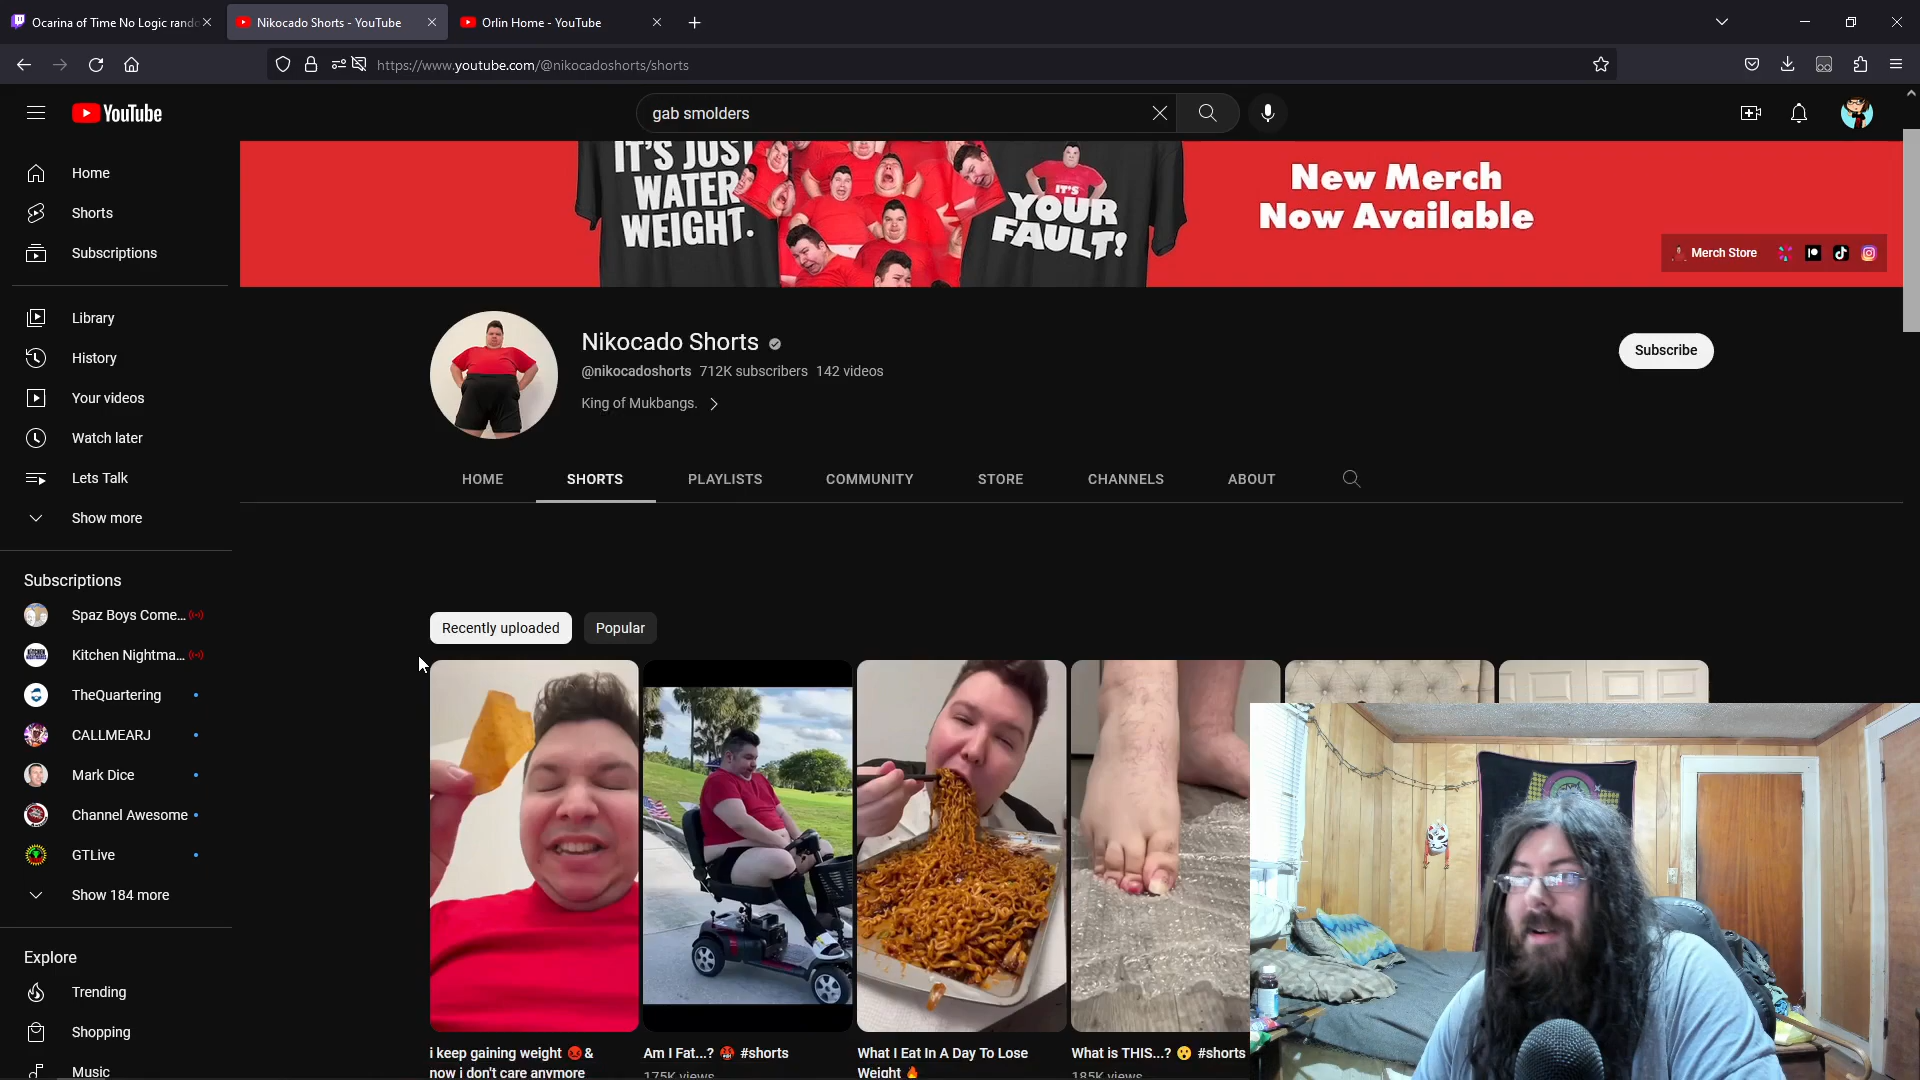 Ocarina of Time No Logic rando
Nikocado Shorts - YouTube
Orlin Home - YouTube
https://www.youtube.com/@nikocadoshorts/shorts
YouTube
gab smolders
Home
Shorts
Subscriptions
Library
History
Your videos
Watch later
Lets Talk
Show more
Subscriptions
Spaz Boys Come...
Kitchen Nightma...
TheQuartering
CALLMEARJ
Mark Dice
Channel Awesome
GTLive
Show 184 more
Explore
Trending
Shopping
Music
IT'S JUST
WATER
WEIGHT.
IT'S
YOUR
FAULT!
New Merch
Now Available
Merch Store
Nikocado Shorts
@nikocadoshorts 712K subscribers 142 videos
King of Mukbangs.
Subscribe
HOME SHORTS PLAYLISTS COMMUNITY STORE CHANNELS ABOUT
Recently uploaded Popular
i keep gaining weight 😡 &
now i don't care anymore
Am I Fat...? 🥵 #shorts
175K views
What I Eat In A Day To Lose
Weight 🔥
What is THIS...? 😮 #shorts
185K views